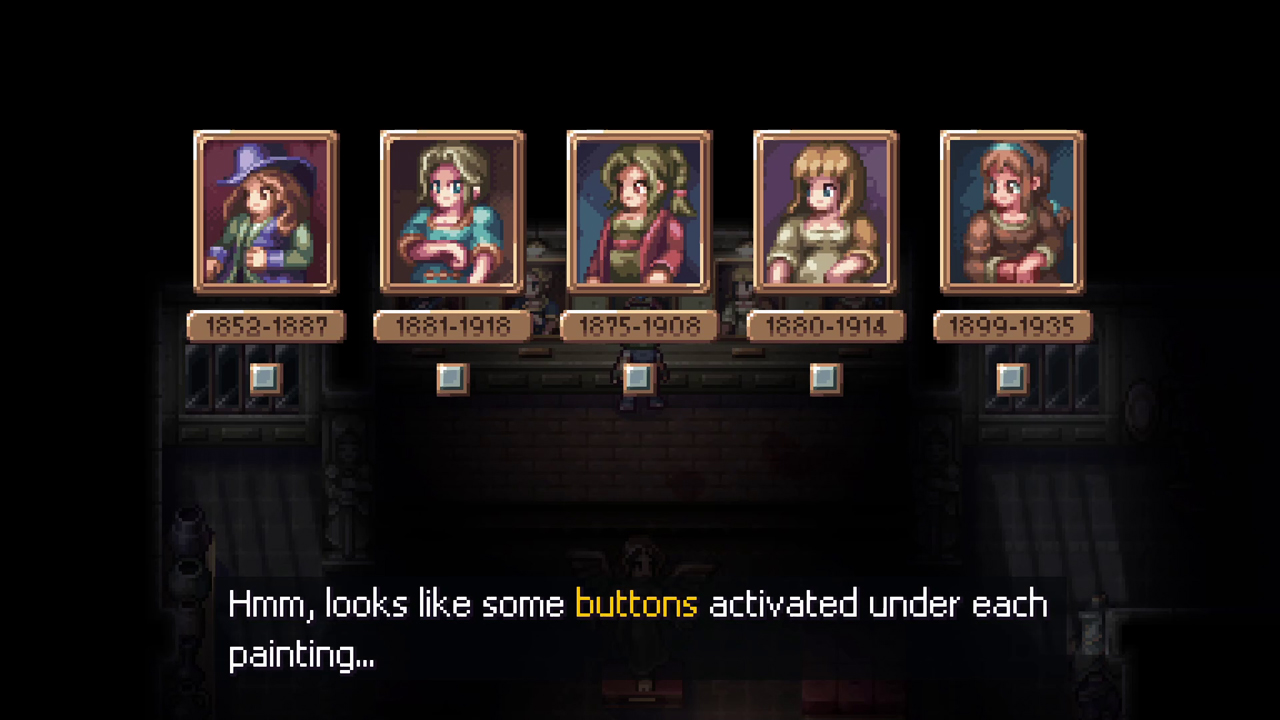 1852-1887
1881-1918
1875-1908
1880-1914
1899-1935
Hmm, looks like some buttons activated under each
painting...